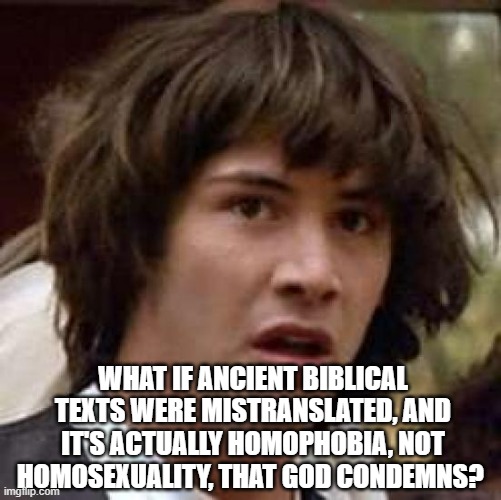 WHAT IF ANCIENT BIBLICAL
TEXTS WERE MISTRANSLATED, AND
IT'S ACTUALLY HOMOPHOBIA, NOT
HOMOSEXUALITY, THAT GOD CONDEMNS?
imgflip.com